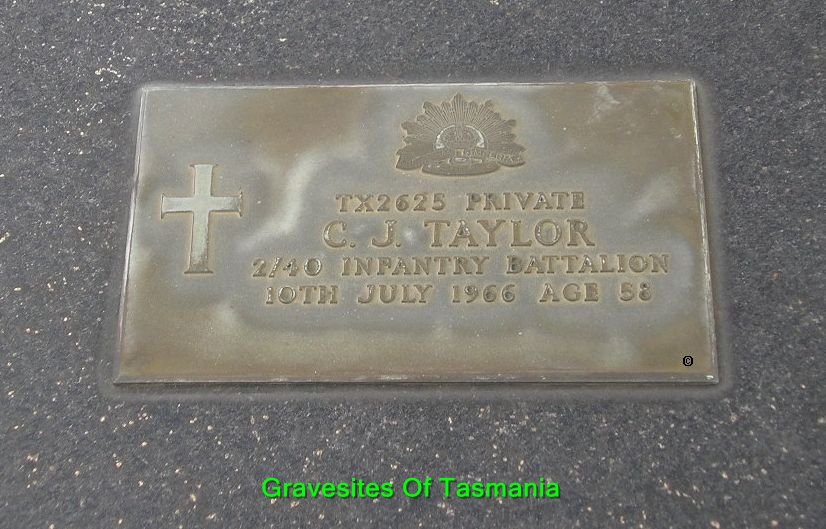 TX2625 PRIVATE
C. J. TAYLOR
2/40 INFANTRY BATTALION
10TH JULY 1966 AGE 58
©
Gravesites Of Tasmania